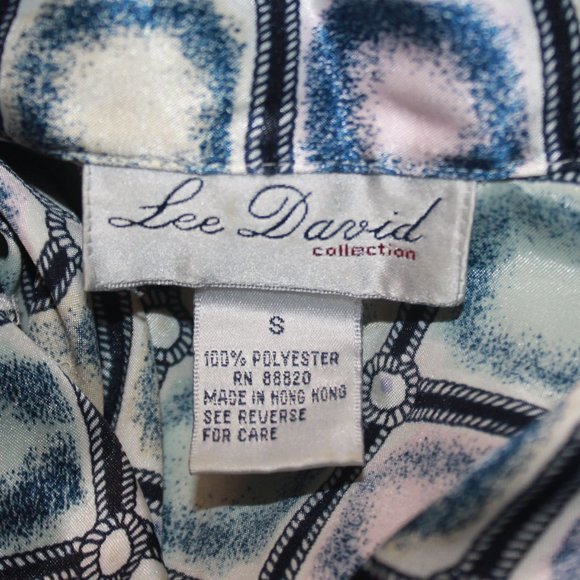 Lee David
collection
S
100% POLYESTER
RN 88820
MADE IN HONG KONG
SEE REVERSE
FOR CARE